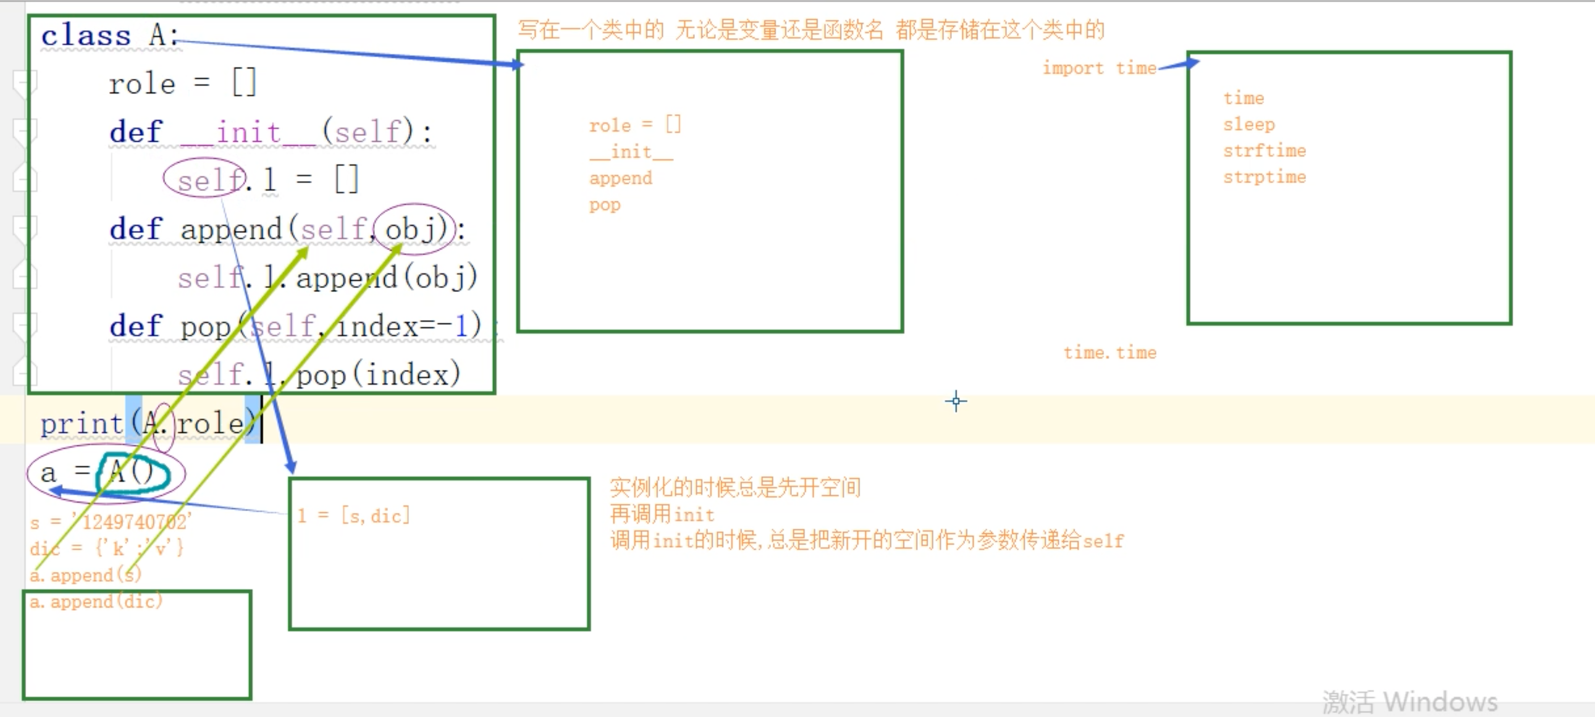 class A:
role = []
def __init__(self):
self.l = []
def append(self,obj):
self.l.append(obj)
def pop(self,index=-1):
self.l.pop(index)
print(A.role)
a = A()
s = '1249740702'
dic = {'k':'v'}
a.append(s)
a.append(dic)
写在一个类中的 无论是变量还是函数名 都是存储在这个类中的
role = []
__init__
append
pop
import time
time
sleep
strftime
strptime
time.time
l = [s,dic]
实例化的时候总是先开空间
再调用init
调用init的时候,总是把新开的空间作为参数传递给self
激活 Windows